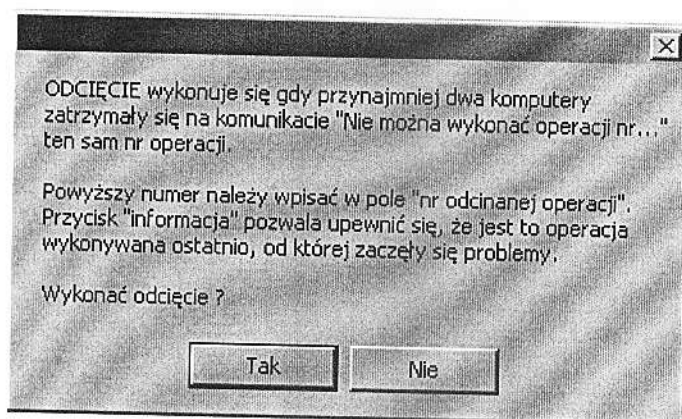 ODCIĘCIE wykonuje się gdy przynajmniej dwa komputery
zatrzymały się na komunikacie "Nie można wykonać operacji nr..."
ten sam nr operacji.
Powyższy numer należy wpisać w pole "nr odcinanej operacji".
Przycisk "informacja" pozwala upewnić się, że jest to operacja
wykonywana ostatnio, od której zaczęły się problemy.
Wykonać odcięcie ?
Tak Nie